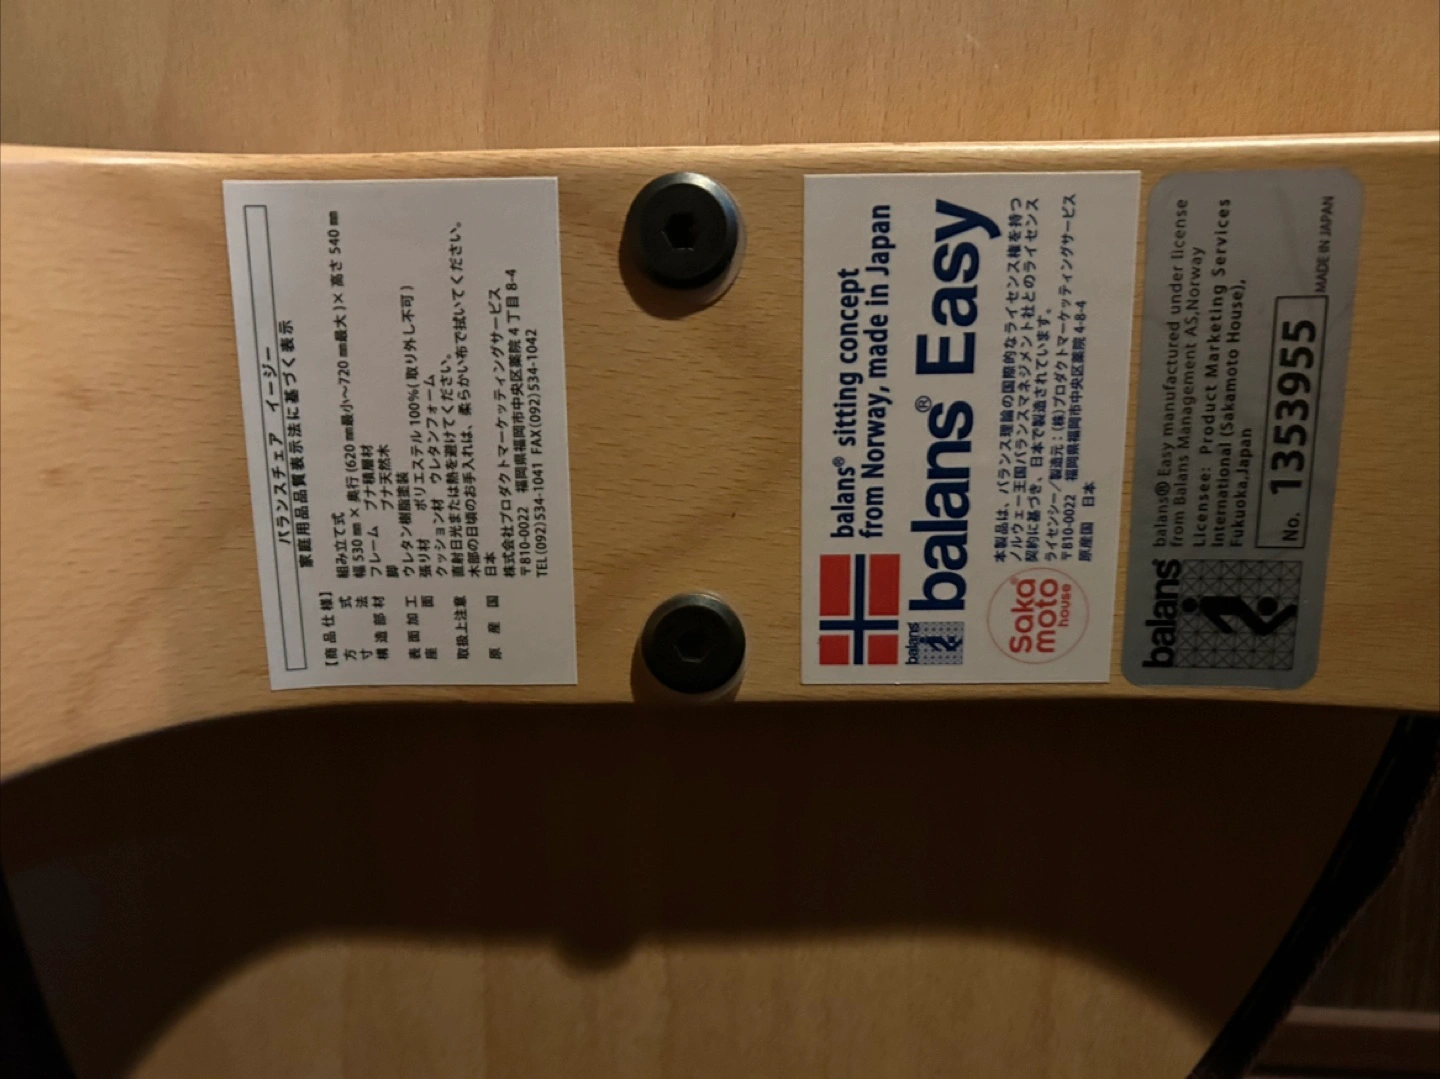 バランスチェア イージー
家庭用品品質表示法に基づく表示
【商品仕様】
方式 組み立て式
寸法 幅 530 ㎜ × 奥行 (620 ㎜最小～720 ㎜最大) × 高さ 540 ㎜
構造部材 フレーム ブナ積層材
脚 ブナ天然木
表面加工 ウレタン樹脂塗装
座面 張り材 ポリエステル 100%( 取り外し不可 )
クッション材 ウレタンフォーム
取扱上注意 直射日光または熱を避けてください。
木部の日頃のお手入れは、柔らかい布で拭いてください。
原産国 日本
株式会社プロダクトマーケッティングサービス
〒810-0022 福岡県福岡市中央区薬院 4 丁目 8-4
TEL(092)534-1041 FAX(092)534-1042
balans® sitting concept
from Norway, made in Japan
balans
balans® Easy
Saka®
moto
house
本製品は、バランス理論の国際的なライセンス権を持つ
ノルウェー王国バランスマネジメント社とのライセンス
契約に基づき、日本で製造されています。
ライセンシー／製造元：(株)プロダクトマーケッティングサービス
〒810-0022 福岡県福岡市中央区薬院 4-8-4
原産国 日本
balans
balans® Easy manufactured under license
from Balans Management AS,Norway
Licensee: Product Marketing Services
International (Sakamoto House),
Fukuoka,Japan
No. 1353955
MADE IN JAPAN